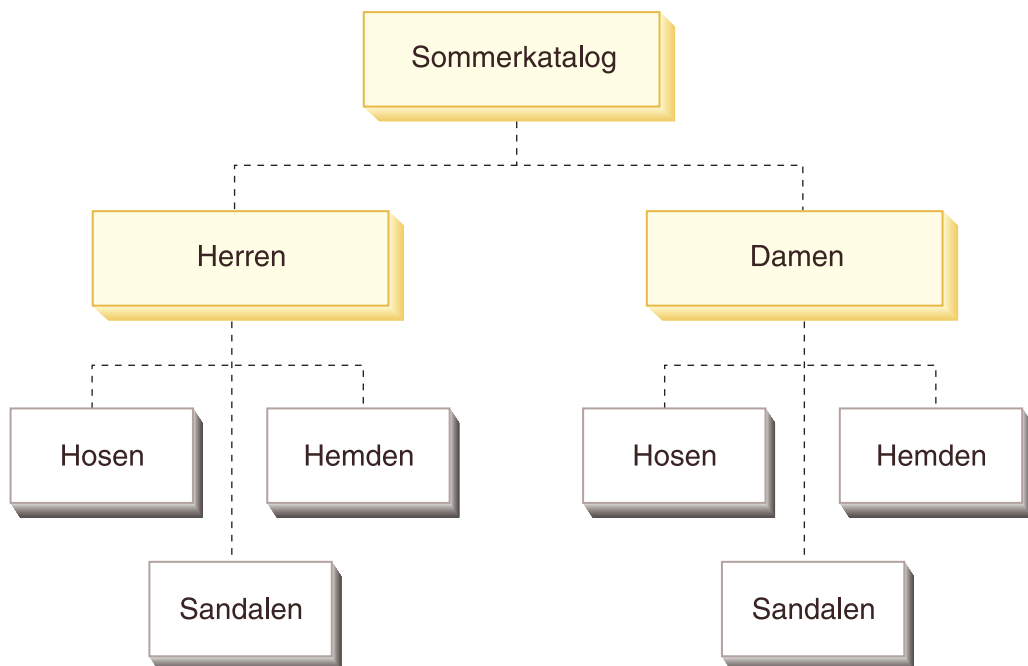 Sommerkatalog
Herren
Damen
Hosen
Hemden
Hosen
Hemden
Sandalen
Sandalen